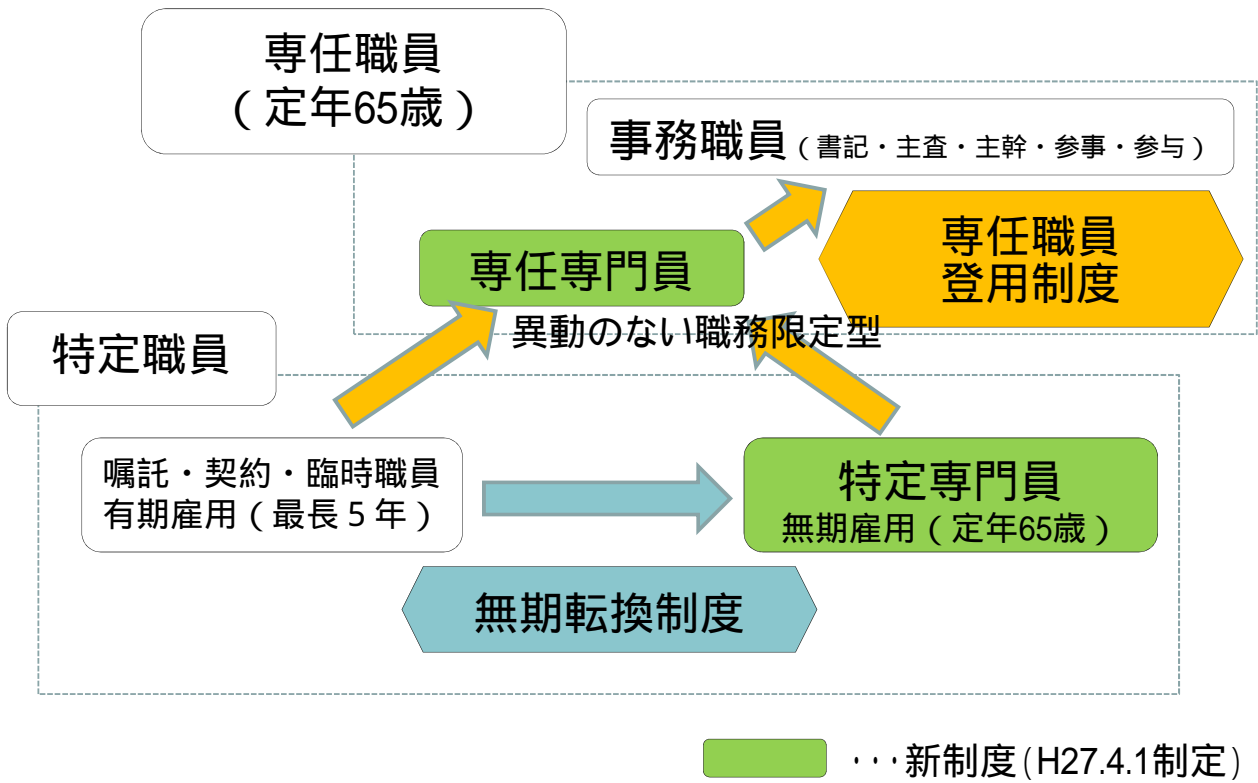 専任職員
（定年65歳）
事務職員（書記・主査・主幹・参事・参与）
専任職員
登用制度
専任専門員
異動のない職務限定型
特定職員
嘱託・契約・臨時職員
有期雇用（最長５年）
特定専門員
無期雇用（定年65歳）
無期転換制度
･･･新制度(H27.4.1制定)